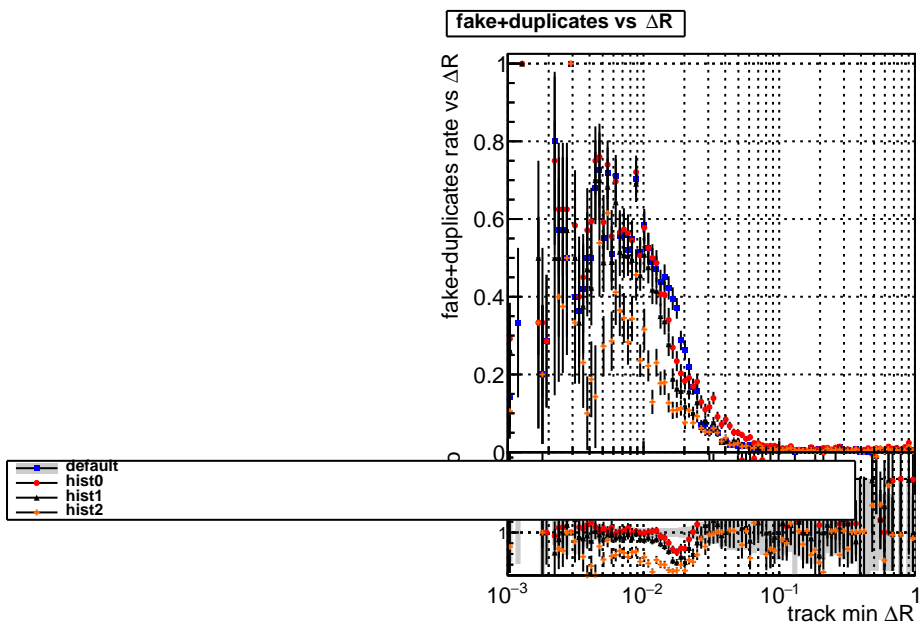 fake+duplicates vs ΔR
fake+duplicates rate vs ΔR
1
0.8
0.6
0.4
0.2
0
default
hist0
hist1
hist2
1
10⁻³
10⁻²
10⁻¹
1
track min ΔR